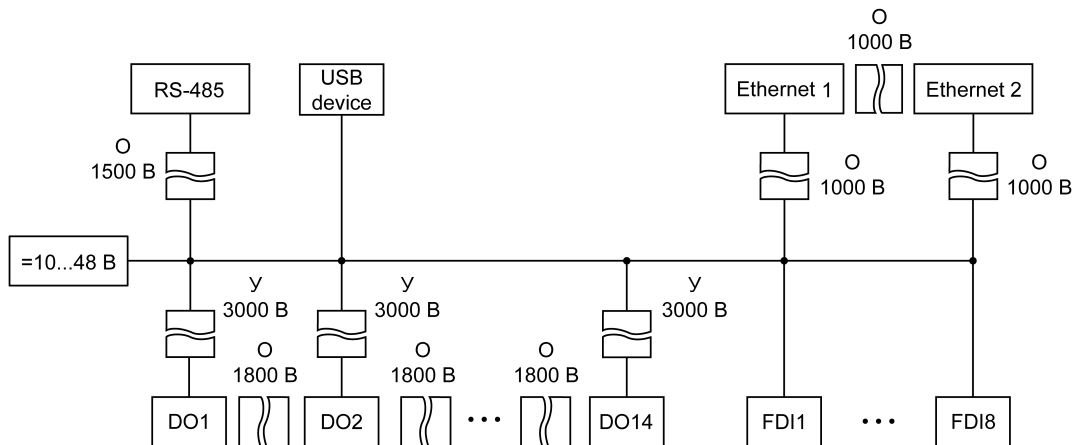 О
1000 В
RS-485
USB
device
Ethernet 1
Ethernet 2
О
1500 В
О
1000 В
О
1000 В
=10...48 В
У
3000 В
У
3000 В
У
3000 В
О
1800 В
О
1800 В
О
1800 В
DO1
DO2
...
DO14
FDI1
...
FDI8